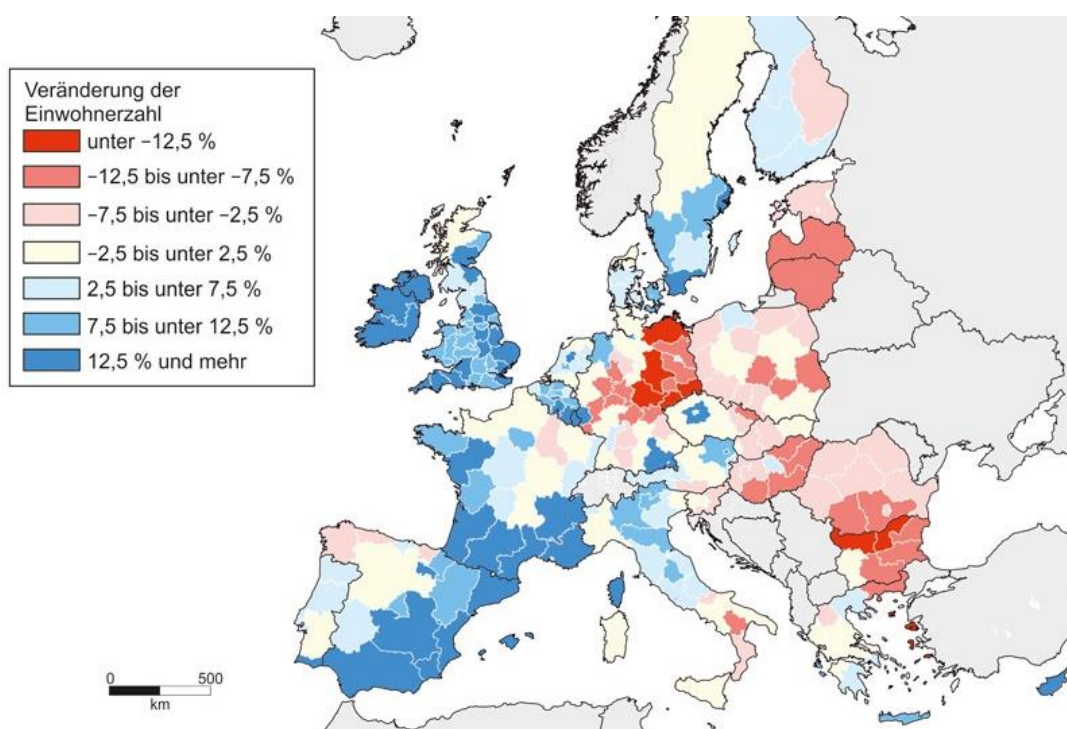 Veränderung der
Einwohnerzahl
unter −12,5 %
−12,5 bis unter −7,5 %
−7,5 bis unter −2,5 %
−2,5 bis unter 2,5 %
2,5 bis unter 7,5 %
7,5 bis unter 12,5 %
12,5 % und mehr
0 500
km